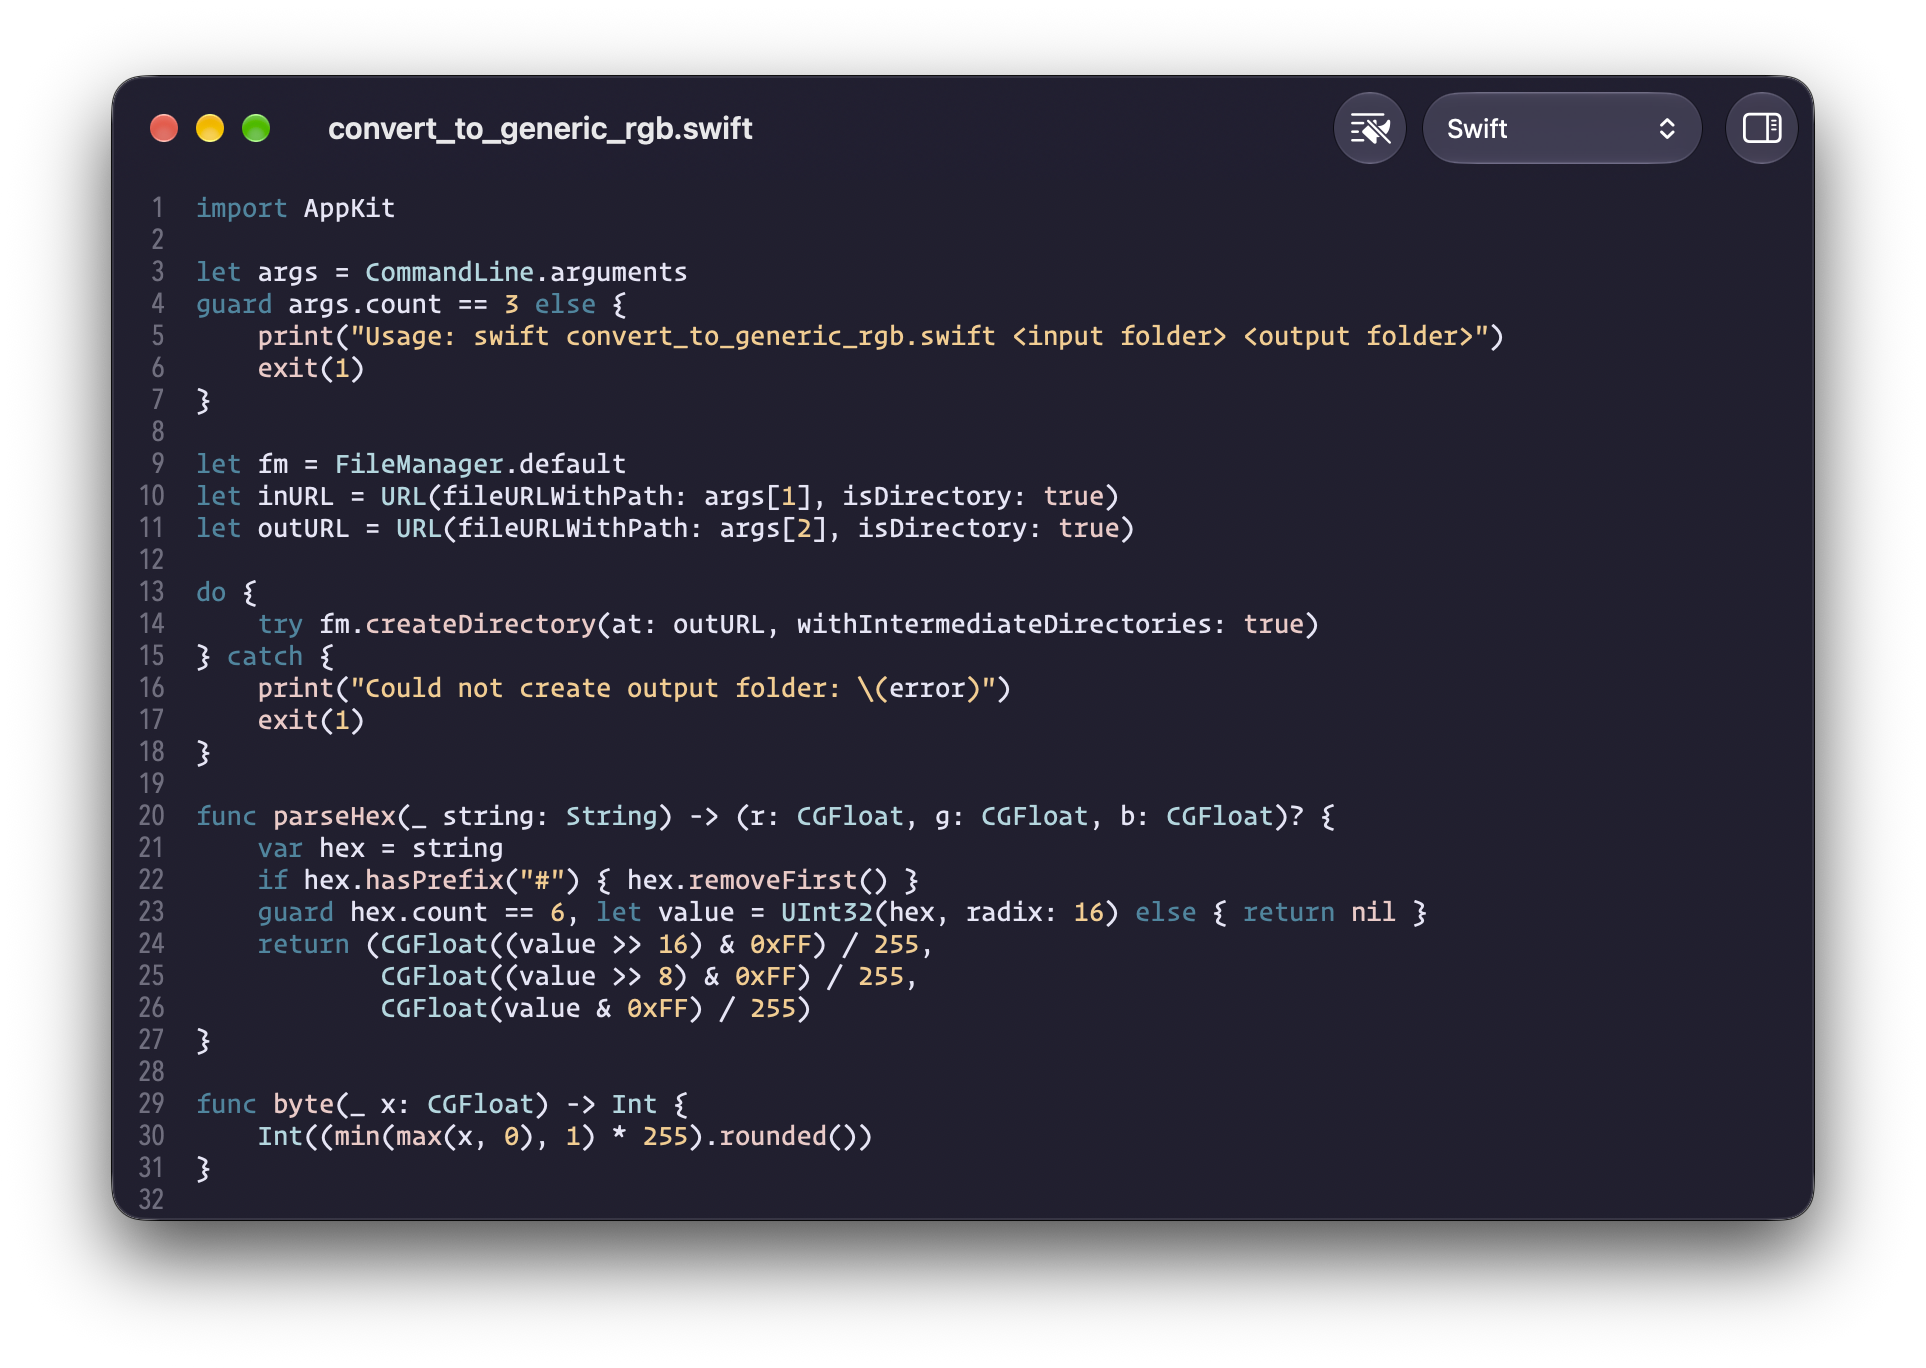 convert_to_generic_rgb.swift
Swift
1 import AppKit
2
3 let args = CommandLine.arguments
4 guard args.count == 3 else {
5     print("Usage: swift convert_to_generic_rgb.swift <input folder> <output folder>")
6     exit(1)
7 }
8
9 let fm = FileManager.default
10 let inURL = URL(fileURLWithPath: args[1], isDirectory: true)
11 let outURL = URL(fileURLWithPath: args[2], isDirectory: true)
12
13 do {
14     try fm.createDirectory(at: outURL, withIntermediateDirectories: true)
15 } catch {
16     print("Could not create output folder: \(error)")
17     exit(1)
18 }
19
20 func parseHex(_ string: String) -> (r: CGFloat, g: CGFloat, b: CGFloat)? {
21     var hex = string
22     if hex.hasPrefix("#") { hex.removeFirst() }
23     guard hex.count == 6, let value = UInt32(hex, radix: 16) else { return nil }
24     return (CGFloat((value >> 16) & 0xFF) / 255,
25             CGFloat((value >> 8) & 0xFF) / 255,
26             CGFloat(value & 0xFF) / 255)
27 }
28
29 func byte(_ x: CGFloat) -> Int {
30     Int((min(max(x, 0), 1) * 255).rounded())
31 }
32